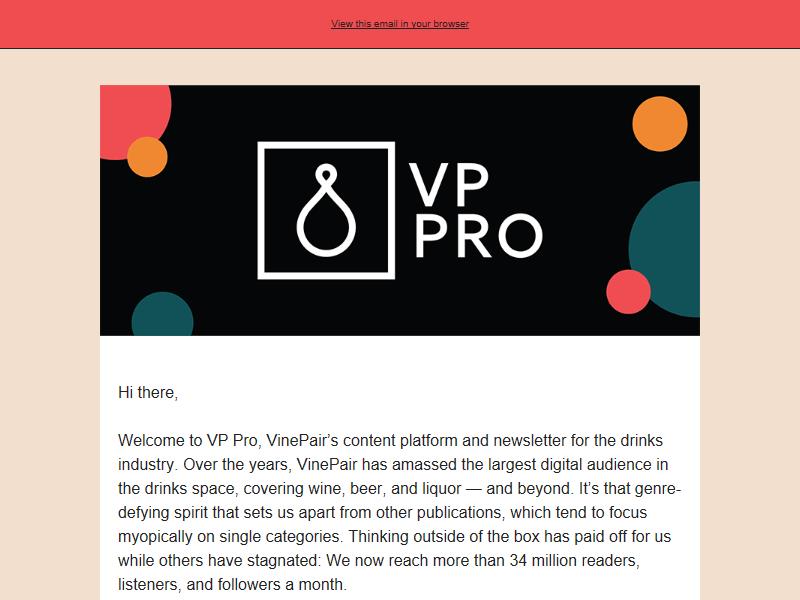 View this email in your browser
VP
PRO
Hi there,
Welcome to VP Pro, VinePair’s content platform and newsletter for the drinks
industry. Over the years, VinePair has amassed the largest digital audience in
the drinks space, covering wine, beer, and liquor — and beyond. It’s that genre-
defying spirit that sets us apart from other publications, which tend to focus
myopically on single categories. Thinking outside of the box has paid off for us
while others have stagnated: We now reach more than 34 million readers,
listeners, and followers a month.